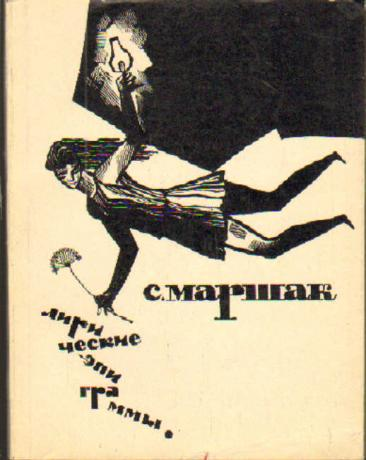 С. Маршак
лири
ческие
эпи
гра
ммы.